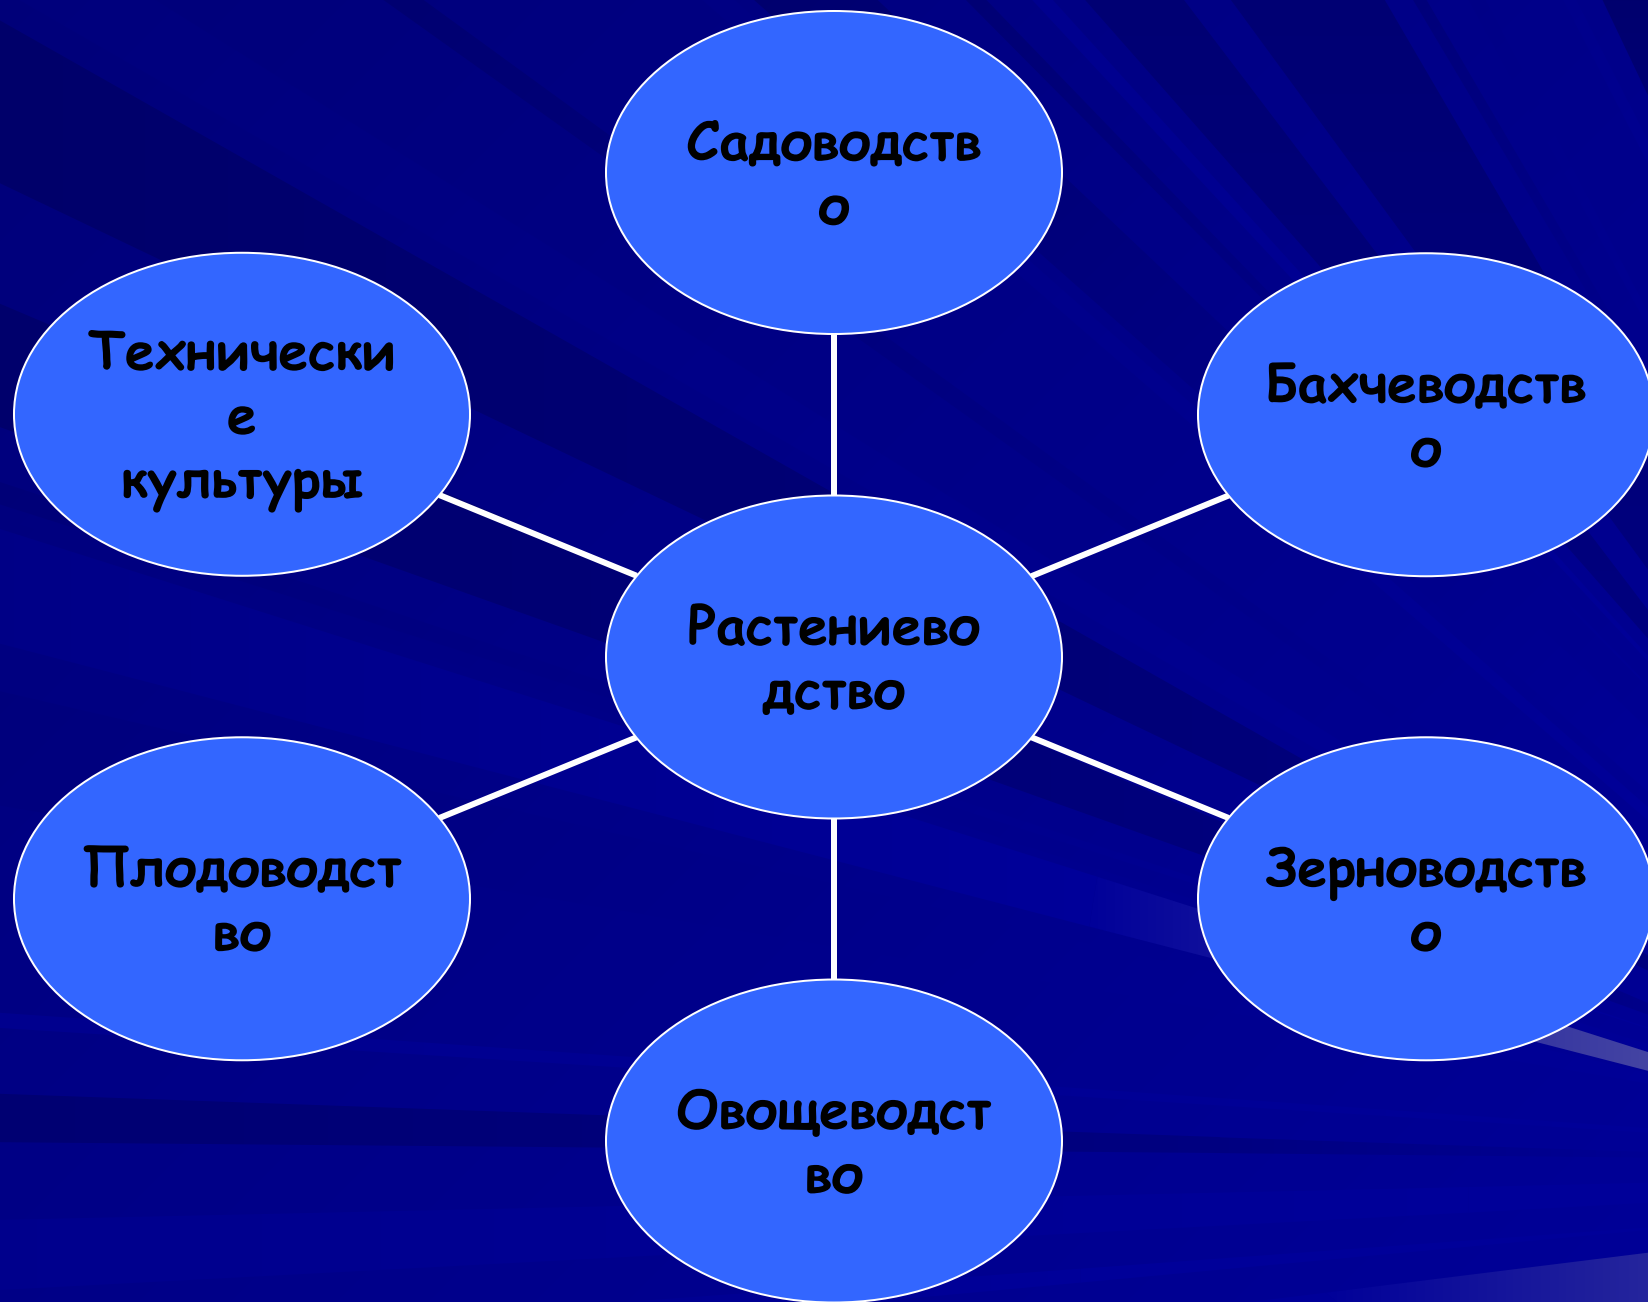 Садоводств
о
Технически
е
культуры
Бахчеводств
о
Растениево
дство
Плодоводст
во
Зерноводств
о
Овощеводст
во